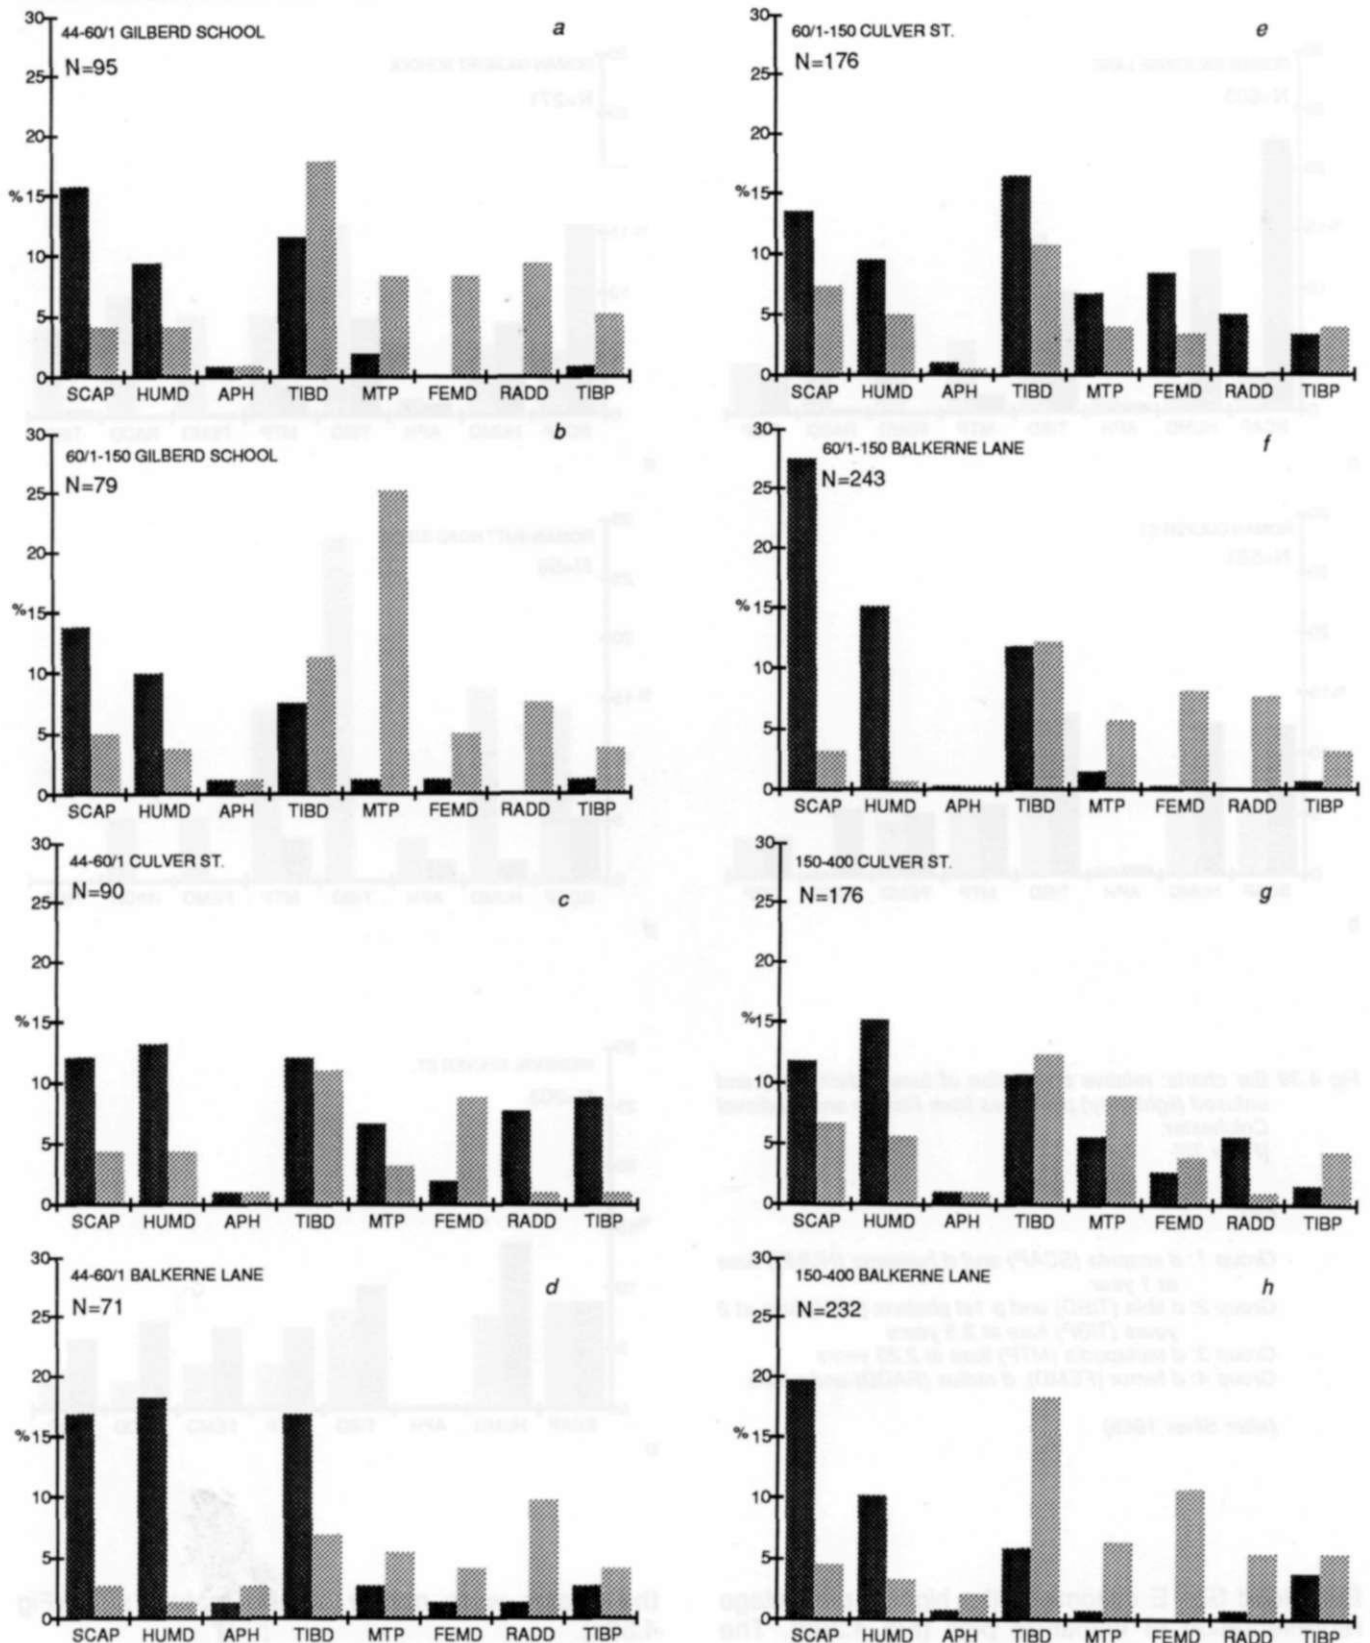 30
44-60/1 GILBERD SCHOOL a
N=95
25
20
% 15
10
5
0
SCAP HUMD APH TIBD MTP FEMD RADD TIBP
30
60/1-150 GILBERD SCHOOL b
N=79
25
20
% 15
10
5
0
SCAP HUMD APH TIBD MTP FEMD RADD TIBP
30
44-60/1 CULVER ST.
N=90 c
25
20
% 15
10
5
0
SCAP HUMD APH TIBD MTP FEMD RADD TIBP
30
44-60/1 BALKERNE LANE d
N=71
25
20
% 15
10
5
0
SCAP HUMD APH TIBD MTP FEMD RADD TIBP
30
60/1-150 CULVER ST. e
N=176
25
20
% 15
10
5
0
SCAP HUMD APH TIBD MTP FEMD RADD TIBP
30
60/1-150 BALKERNE LANE f
N=243
25
20
% 15
10
5
0
SCAP HUMD APH TIBD MTP FEMD RADD TIBP
30
150-400 CULVER ST.
N=176 g
25
20
% 15
10
5
0
SCAP HUMD APH TIBD MTP FEMD RADD TIBP
30
150-400 BALKERNE LANE h
N=232
25
20
% 15
10
5
0
SCAP HUMD APH TIBD MTP FEMD RADD TIBP